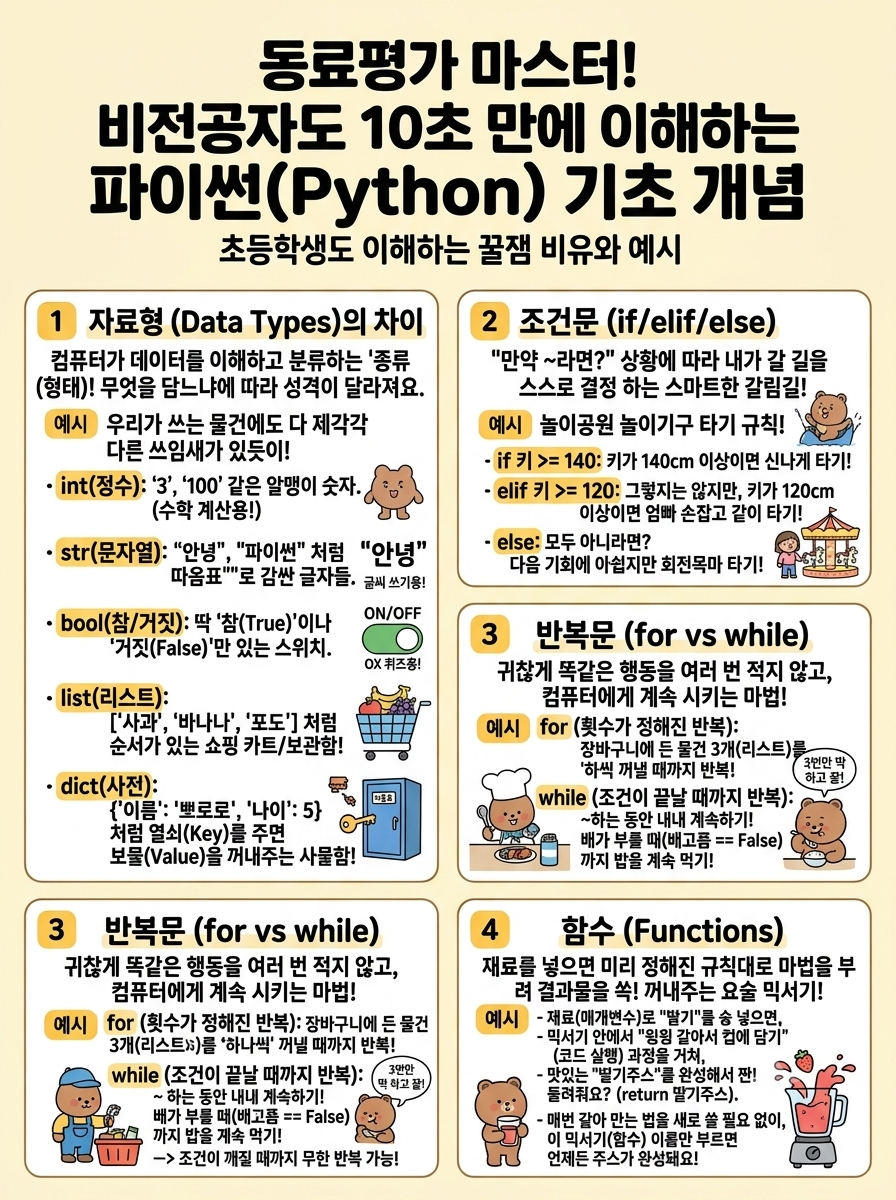 동료평가 마스터!
비전공자도 10초 만에 이해하는
파이썬(Python) 기초 개념
초등학생도 이해하는 꿀잼 비유와 예시
1 자료형 (Data Types)의 차이
컴퓨터가 데이터를 이해하고 분류하는 '종류
(형태)! 무엇을 담느냐에 따라 성격이 달라져요.
예시 우리가 쓰는 물건에도 다 제각각
다른 쓰임새가 있듯이!
· int(정수): '3', '100' 같은 알맹이 숫자.
(수학 계산용!)
· str(문자열): "안녕", "파이썬" 처럼
따옴표""로 감싼 글자들.
"안녕"
글씨 쓰기용!
· bool(참/거짓): 딱 '참(True)'이나
'거짓(False)'만 있는 스위치.
ON/OFF
OX 퀴즈홍!
· list(리스트):
['사과', '바나나', '포도'] 처럼
순서가 있는 쇼핑 카트/보관함!
· dict(사전):
{'이름': '뽀로로', '나이': 5}
처럼 열쇠(Key)를 주면
보물(Value)을 꺼내주는 사물함!
2 조건문 (if/elif/else)
"만약 ~라면?" 상황에 따라 내가 갈 길을
스스로 결정 하는 스마트한 갈림길!
예시 놀이공원 놀이기구 타기 규칙!
- if 키 >= 140: 키가 140cm 이상이면 신나게 타기!
- elif 키 >= 120: 그렇지는 않지만, 키가 120cm
이상이면 엄빠 손잡고 같이 타기!
- else: 모두 아니라면?
다음 기회에 아쉽지만 회전목마 타기!
3 반복문 (for vs while)
귀찮게 똑같은 행동을 여러 번 적지 않고,
컴퓨터에게 계속 시키는 마법!
예시 for (횟수가 정해진 반복):
장바구니에 든 물건 3개(리스트)를
'하씩 꺼낼 때까지 반복!
3번만 딱
하고 끝!
while (조건이 끝날 때까지 반복):
~하는 동안 내내 계속하기!
배가 부를 때(배고픔 == False)
까지 밥을 계속 먹기!
3 반복문 (for vs while)
귀찮게 똑같은 행동을 여러 번 적지 않고,
컴퓨터에게 계속 시키는 마법!
예시 for (횟수가 정해진 반복): 장바구니에 든 물건
3개(리스트)를 '하나씩' 꺼낼 때까지 반복!
while (조건이 끝날 때까지 반복):
~ 하는 동안 내내 계속하기!
배가 부를 때(배고픔 == False)
까지 밥을 계속 먹기!
—> 조건이 깨질 때까지 무한 반복 가능!
딱 하고 끝!
4 함수 (Functions)
재료를 넣으면 미리 정해진 규칙대로 마법을 부
려 결과물을 쏙! 꺼내주는 요술 믹서기!
예시 - 재료(매개변수)로 "딸기"를 송 넣으면,
- 믹서기 안에서 "윙윙 갈아서 컵에 담기"
(코드 실행) 과정을 거쳐,
- 맛있는 "딸기주스"를 완성해서 짠!
돌려줘요? (return 딸기주스).
- 매번 갈아 만드는 법을 새로 쓸 필요 없이,
이 믹서기(함수) 이름만 부르면
언제든 주스가 완성돼요!